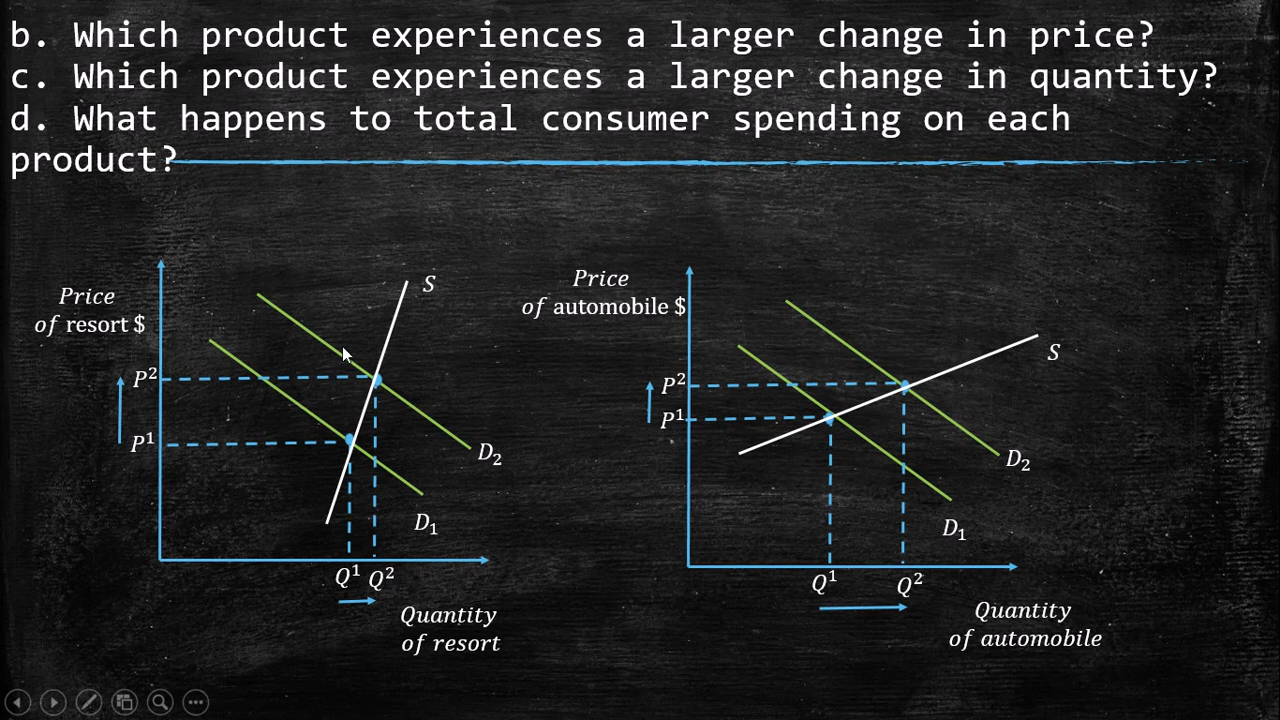 b. Which product experiences a larger change in price?
c. Which product experiences a larger change in quantity?
d. What happens to total consumer spending on each
product?
Price
of resort $
S
P²
P¹
D₂
D₁
Q¹ Q²
Quantity
of resort
Price
of automobile $
S
P²
P¹
D₂
D₁
Q¹ Q²
Quantity
of automobile